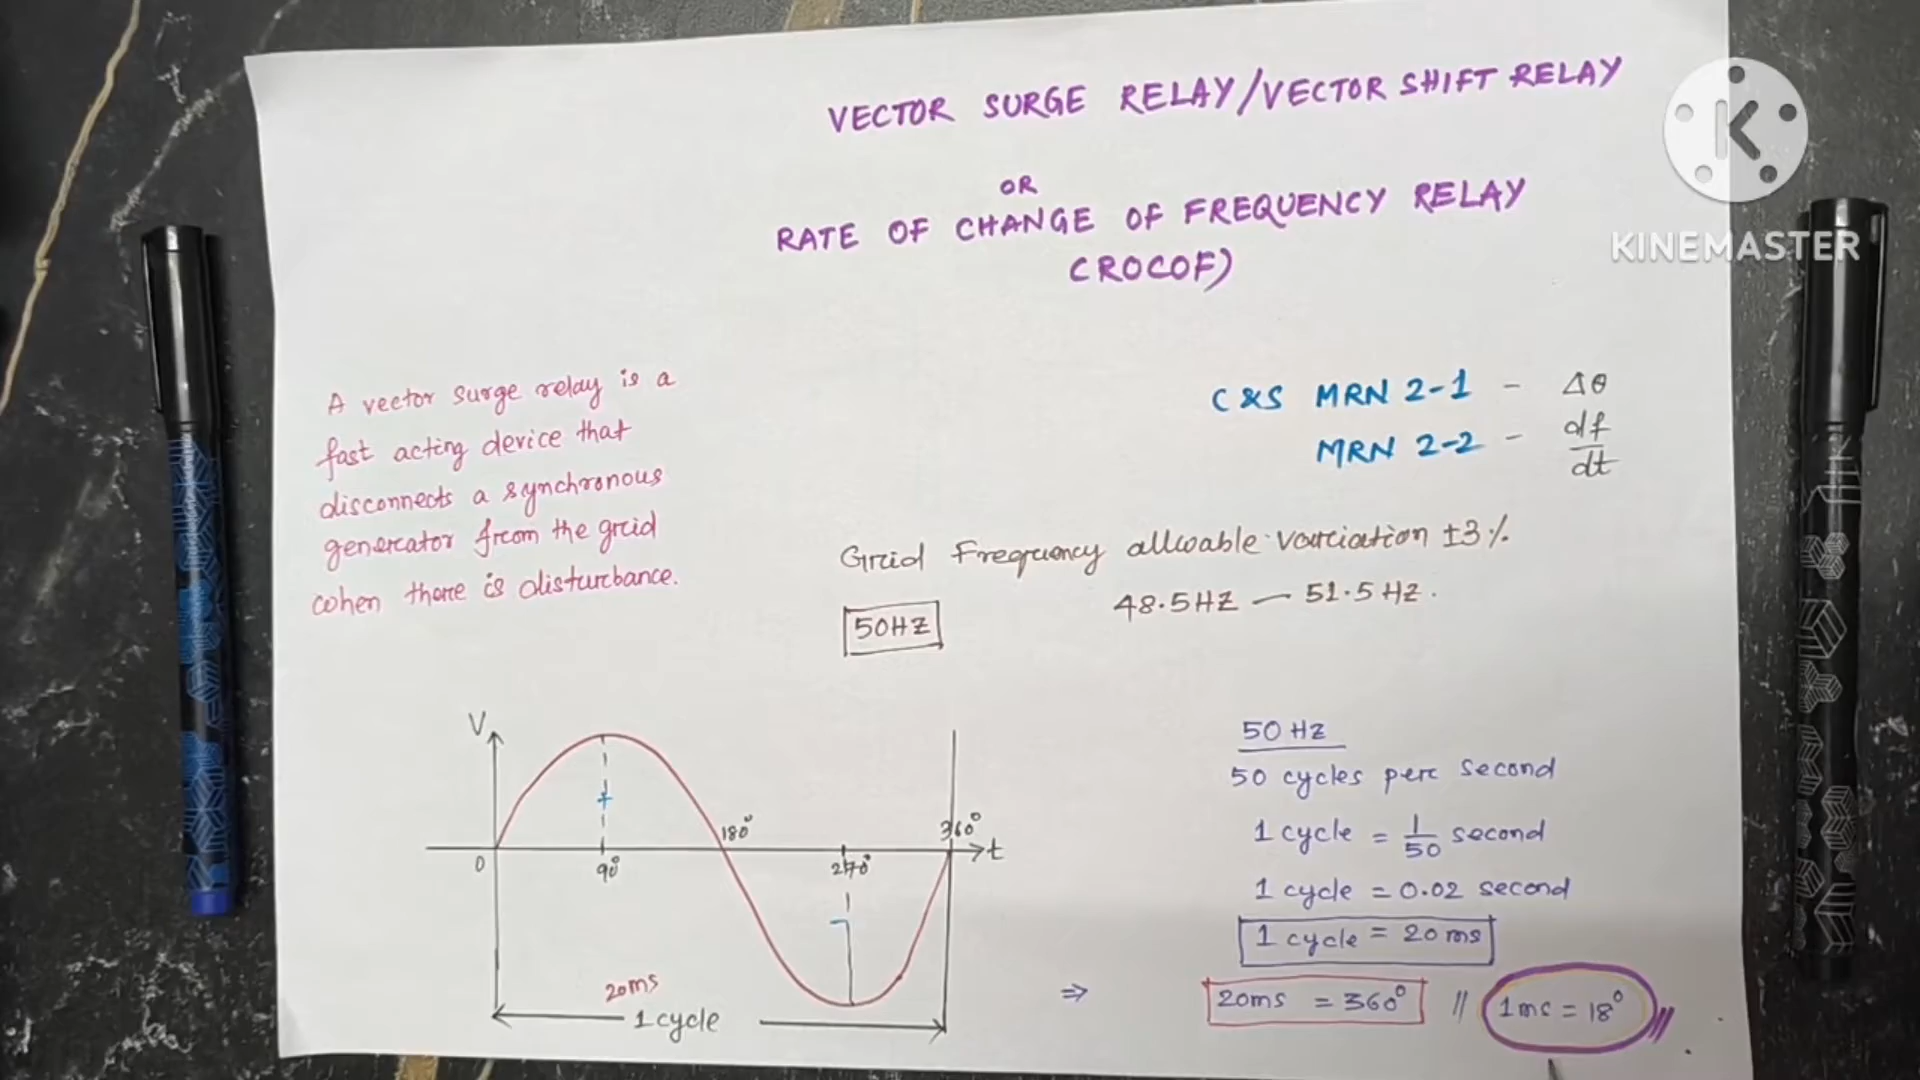 VECTOR SURGE RELAY/VECTOR SHIFT RELAY
OR
RATE OF CHANGE OF FREQUENCY RELAY
CROCOF)
K
KINEMASTER
A vector surge relay is a
fast acting device that
disconnects a synchronous
generator from the grid
when there is disturbance.
C&S MRN 2-1 - Δθ
MRN 2-2 - df/dt
Grid Frequency allwoable variation ±3%
48.5HZ — 51.5HZ.
50HZ
V
0
90°
180°
270°
360°
t
20ms
1 cycle
50 HZ
50 cycles per second
1 cycle = 1/50 second
1 cycle = 0.02 second
1 cycle = 20 ms
⇒ 20ms = 360° // 1ms = 18° //